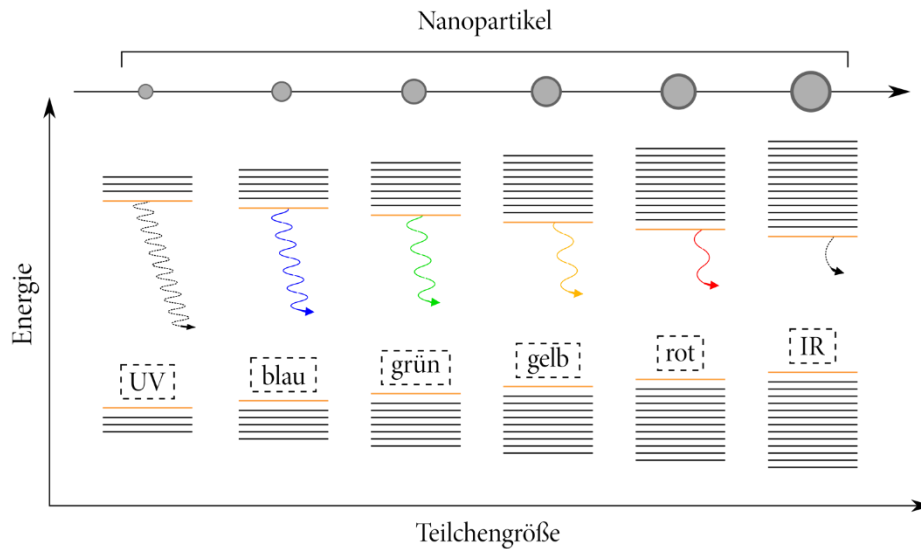 Nanopartikel
Energie
UV
blau
grün
gelb
rot
IR
Teilchengröße